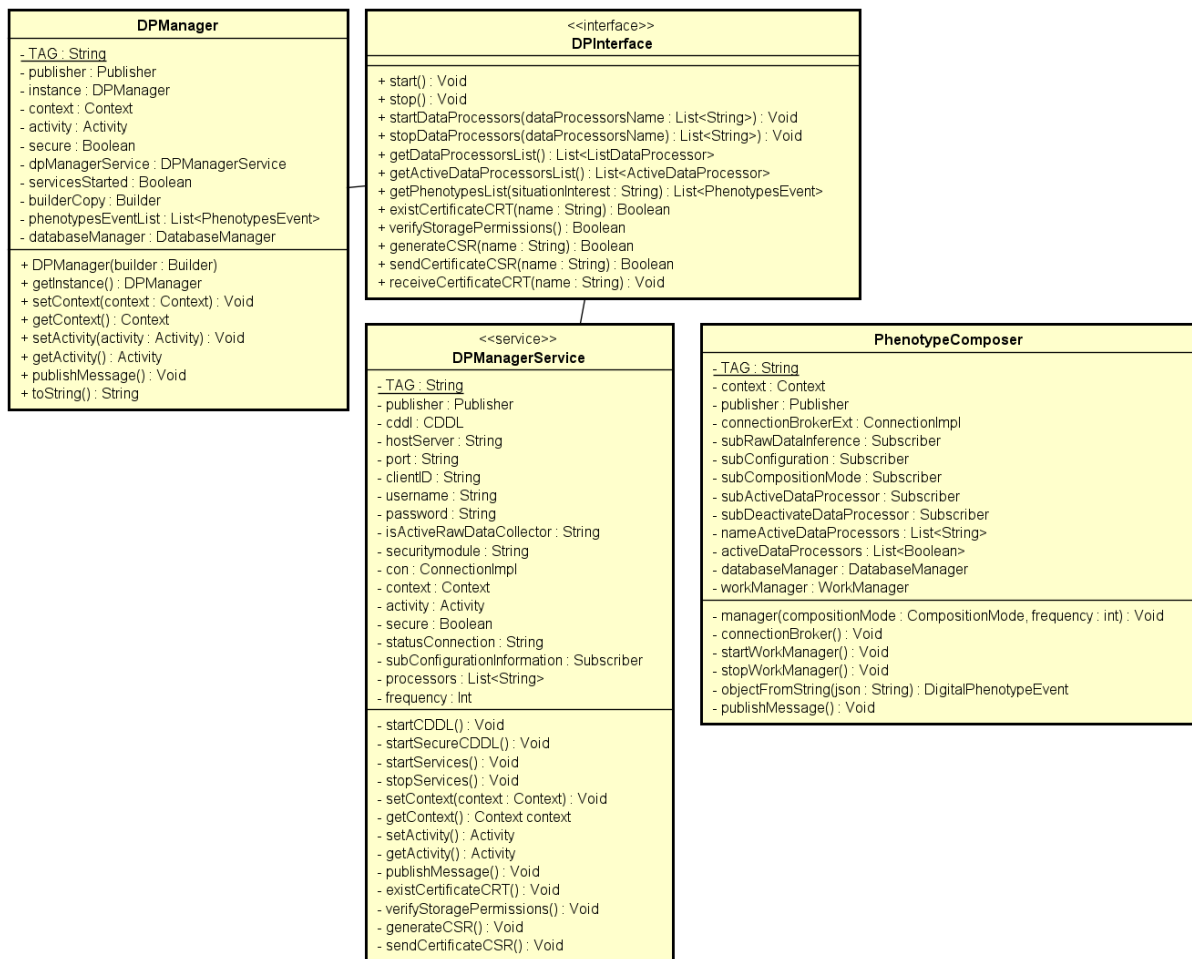 DPManager
- TAG : String
- publisher : Publisher
- instance : DPManager
- context : Context
- activity : Activity
- secure : Boolean
- dpManagerService : DPManagerService
- servicesStarted : Boolean
- builderCopy : Builder
- phenotypesEventList : List<PhenotypesEvent>
- databaseManager : DatabaseManager
+ DPManager(builder : Builder)
+ getInstance() : DPManager
+ setContext(context : Context) : Void
+ getContext() : Context
+ setActivity(activity : Activity) : Void
+ getActivity() : Activity
+ publishMessage() : Void
+ toString() : String
<<interface>>
DPInterface
+ start() : Void
+ stop() : Void
+ startDataProcessors(dataProcessorsName : List<String>) : Void
+ stopDataProcessors(dataProcessorsName) : List<String>) : Void
+ getDataProcessorsList() : List<ListDataProcessor>
+ getActiveDataProcessorsList() : List<ActiveDataProcessor>
+ getPhenotypesList(situationInterest : String) : List<PhenotypesEvent>
+ existCertificateCRT(name : String) : Boolean
+ verifyStoragePermissions() : Boolean
+ generateCSR(name : String) : Boolean
+ sendCertificateCSR(name : String) : Boolean
+ receiveCertificateCRT(name : String) : Void
<<service>>
DPManagerService
- TAG : String
- publisher : Publisher
- cddl : CDDL
- hostServer : String
- port : String
- clientID : String
- username : String
- password : String
- isActiveRawDataCollector : String
- securitymodule : String
- con : ConnectionImpl
- context : Context
- activity : Activity
- secure : Boolean
- statusConnection : String
- subConfigurationInformation : Subscriber
- processors : List<String>
- frequency : Int
- startCDDL() : Void
- startSecureCDDL() : Void
- startServices() : Void
- stopServices() : Void
- setContext(context : Context) : Void
- getContext() : Context context
- setActivity() : Activity
- getActivity() : Activity
- publishMessage() : Void
- existCertificateCRT() : Void
- verifyStoragePermissions() : Void
- generateCSR() : Void
- sendCertificateCSR() : Void
PhenotypeComposer
- TAG : String
- context : Context
- publisher : Publisher
- connectionBrokerExt : ConnectionImpl
- subRawDataInference : Subscriber
- subConfiguration : Subscriber
- subCompositionMode : Subscriber
- subActiveDataProcessor : Subscriber
- subDeactivateDataProcessor : Subscriber
- nameActiveDataProcessors : List<String>
- activeDataProcessors : List<Boolean>
- databaseManager : DatabaseManager
- workManager : WorkManager
- manager(compositionMode : CompositionMode, frequency : int) : Void
- connectionBroker() : Void
- startWorkManager() : Void
- stopWorkManager() : Void
- objectFromString(json : String) : DigitalPhenotypeEvent
- publishMessage() : Void